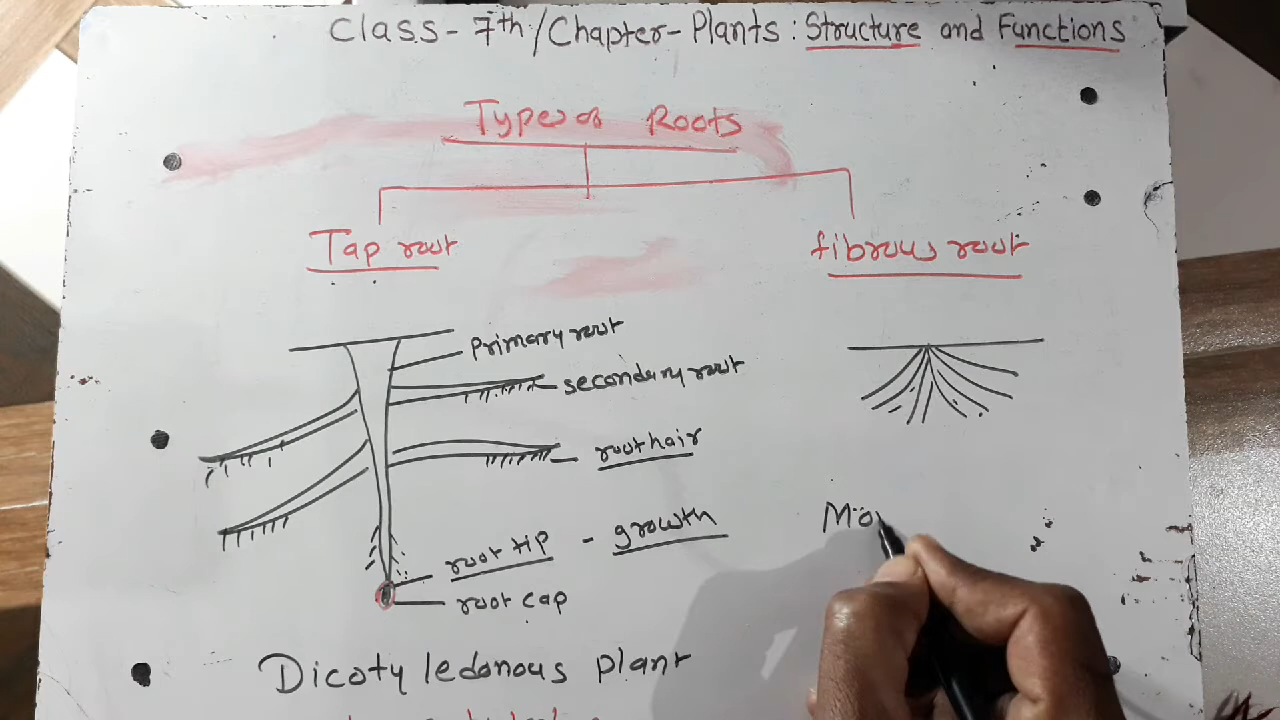 Class - 7th / Chapter - Plants : Structure and Functions
Types of Roots
Tap root
fibrous root
Primary root
secondary root
root hair
root tip - growth
root cap
Mo
Dicotyledonous plant